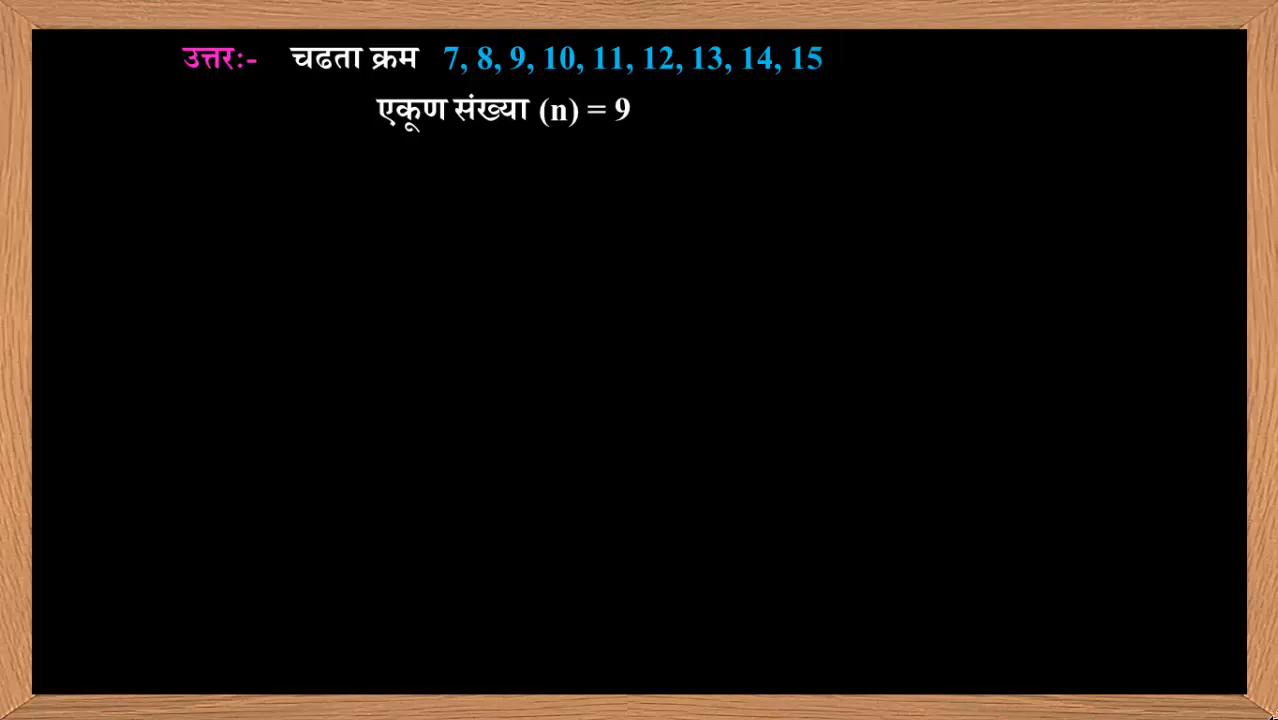 उत्तरः- चढता क्रम 7, 8, 9, 10, 11, 12, 13, 14, 15
एकूण संख्या (n) = 9